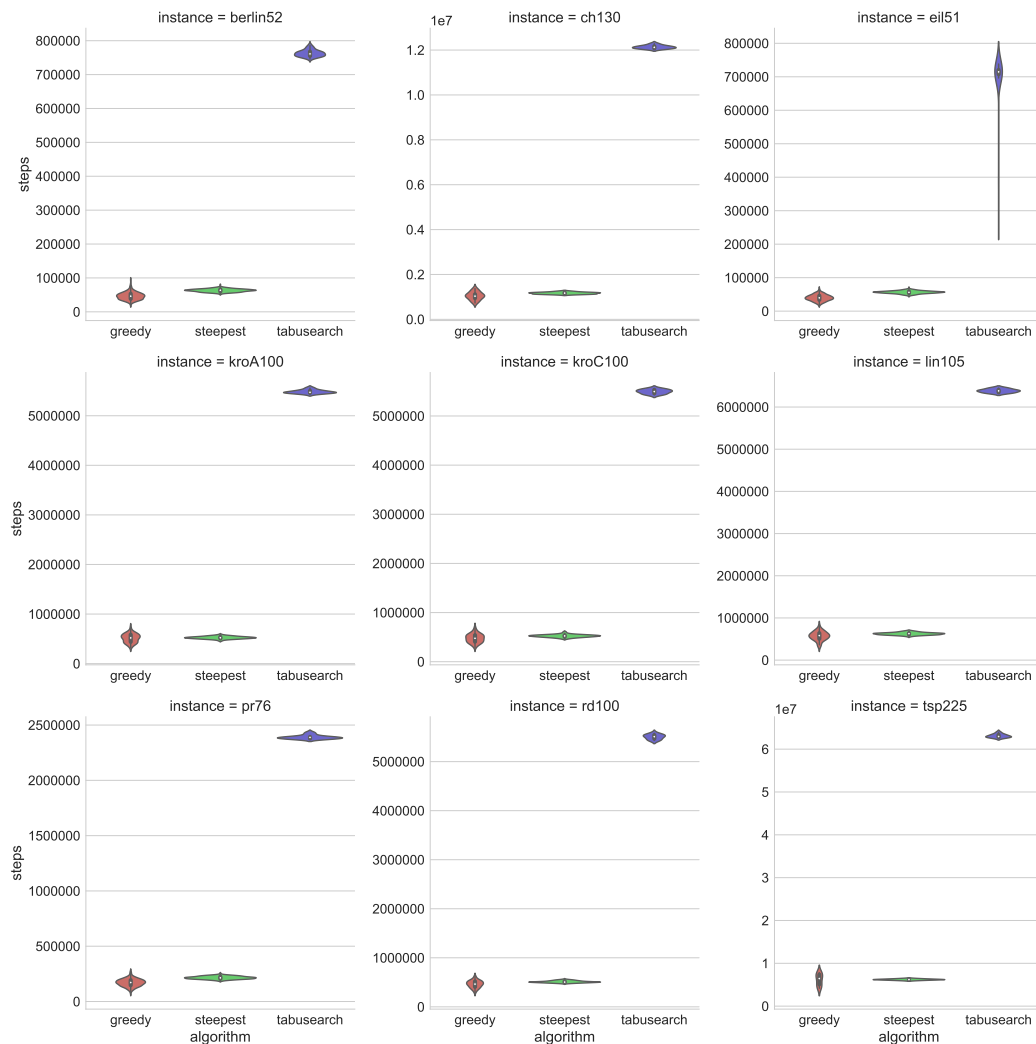 instance = berlin52
800000
700000
600000
500000
400000
300000
200000
100000
0
steps
greedy steepest tabusearch
1e7 instance = ch130
1.2
1.0
0.8
0.6
0.4
0.2
0.0
greedy steepest tabusearch
instance = eil51
800000
700000
600000
500000
400000
300000
200000
100000
0
greedy steepest tabusearch
instance = kroA100
5000000
4000000
3000000
2000000
1000000
0
steps
greedy steepest tabusearch
instance = kroC100
5000000
4000000
3000000
2000000
1000000
0
greedy steepest tabusearch
instance = lin105
6000000
5000000
4000000
3000000
2000000
1000000
0
greedy steepest tabusearch
instance = pr76
2500000
2000000
1500000
1000000
500000
0
steps
greedy steepest tabusearch
algorithm
instance = rd100
5000000
4000000
3000000
2000000
1000000
0
greedy steepest tabusearch
algorithm
1e7 instance = tsp225
6
5
4
3
2
1
0
greedy steepest tabusearch
algorithm